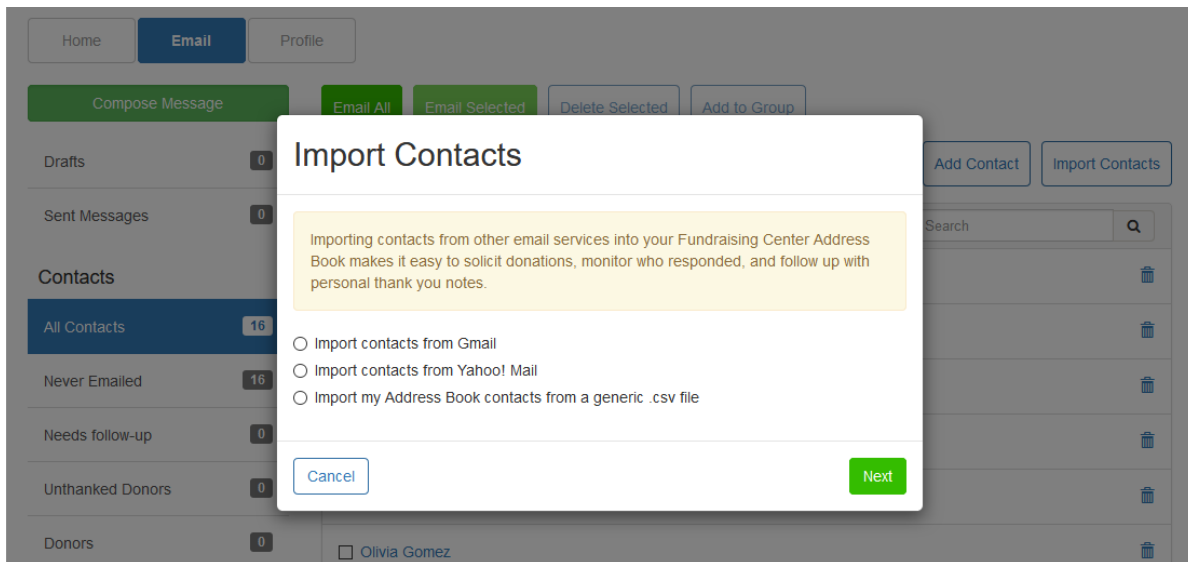 Home
Email
Profile
Compose Message
Email All
Email Selected
Delete Selected
Add to Group
Drafts 0
Sent Messages 0
Contacts
All Contacts 16
Never Emailed 16
Needs follow-up 0
Unthanked Donors 0
Donors 0
Import Contacts
Importing contacts from other email services into your Fundraising Center Address
Book makes it easy to solicit donations, monitor who responded, and follow up with
personal thank you notes.
Import contacts from Gmail
Import contacts from Yahoo! Mail
Import my Address Book contacts from a generic .csv file
Cancel
Next
Add Contact
Import Contacts
Search
Olivia Gomez